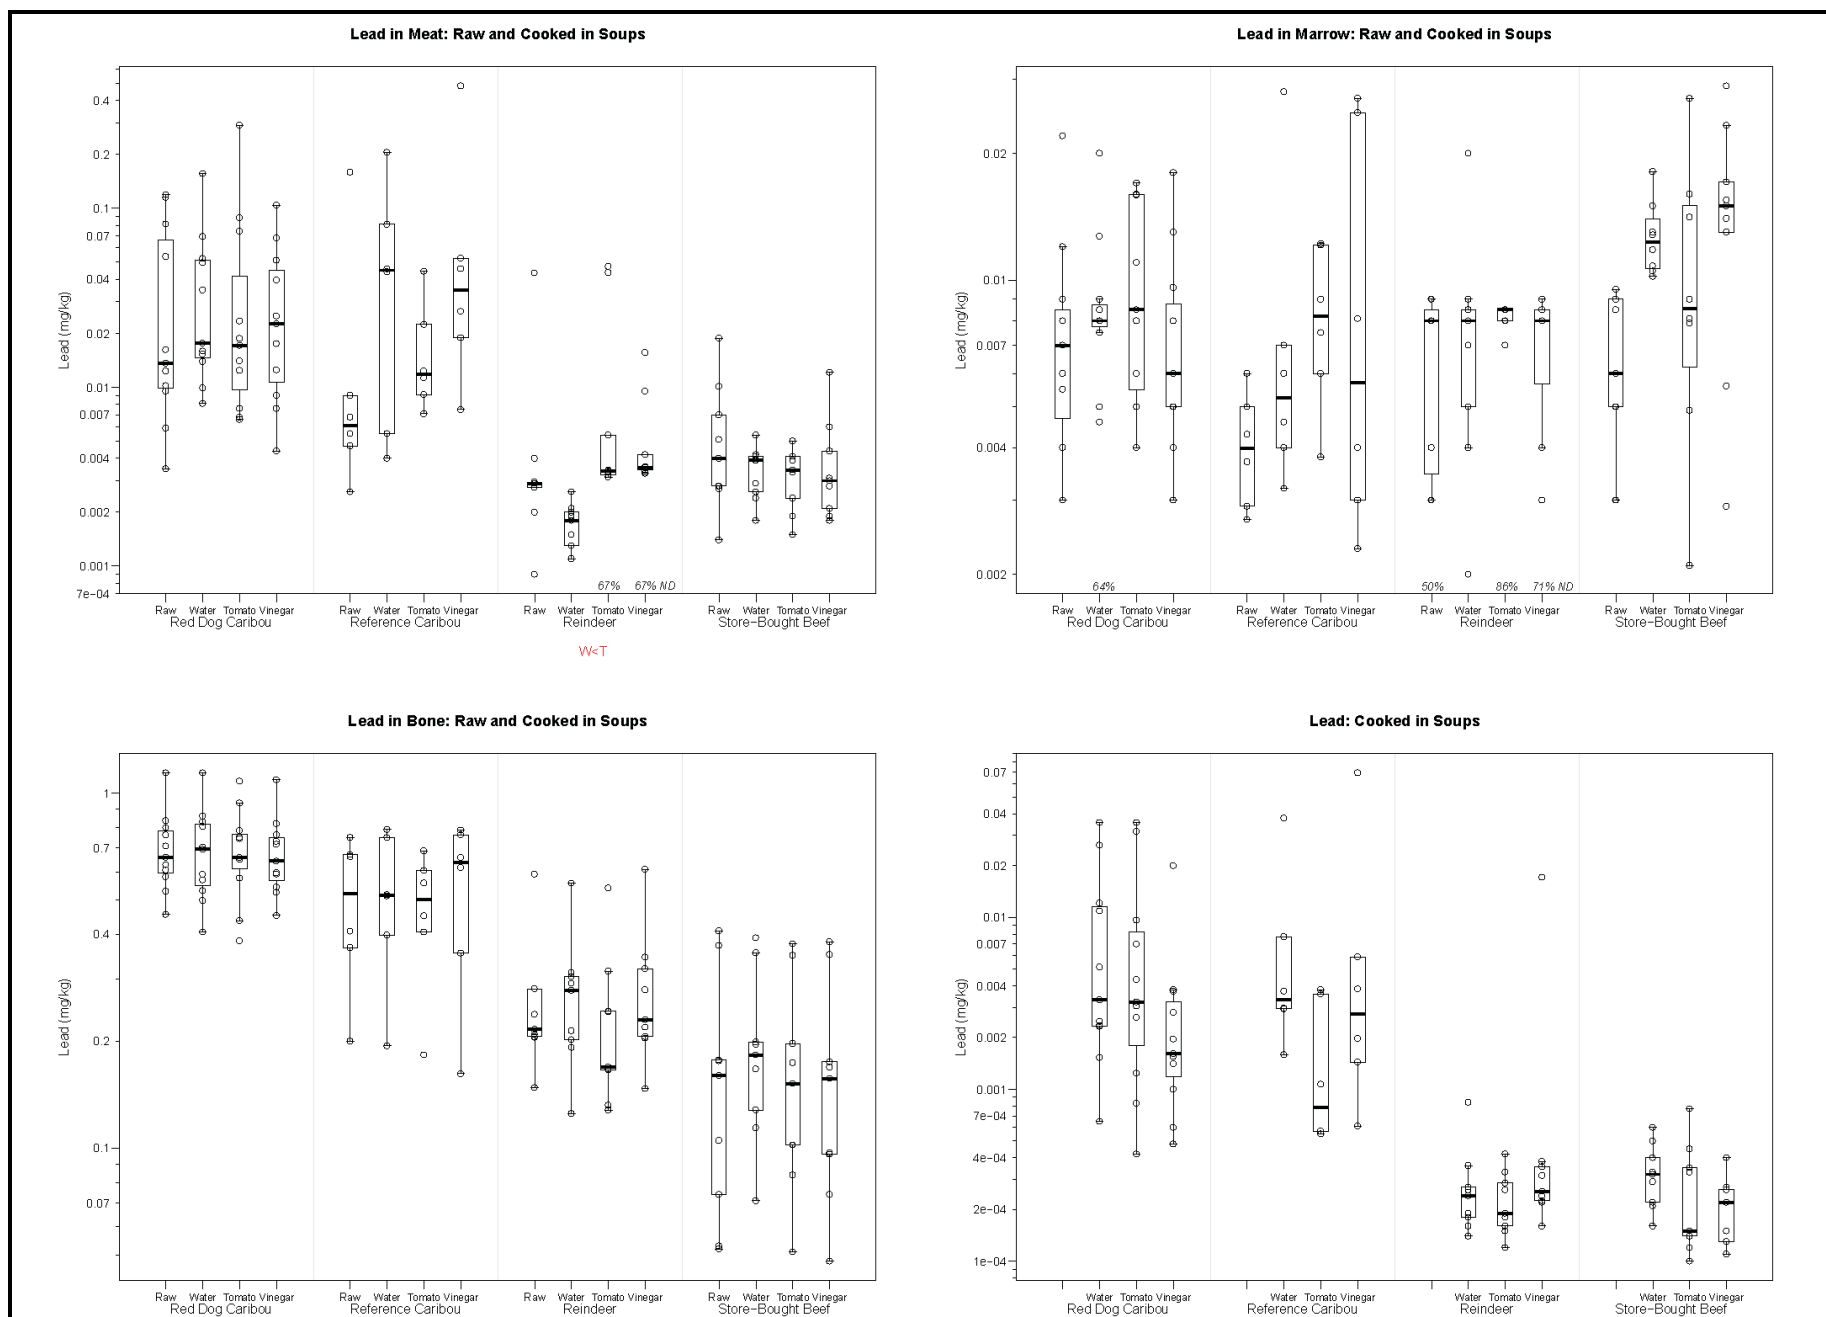 Lead in Meat: Raw and Cooked in Soups
Lead (mg/kg)
0.4
0.2
0.1
0.07
0.04
0.02
0.01
0.007
0.004
0.002
0.001
7e-04
67% 67% ND
Raw Water Tomato Vinegar Raw Water Tomato Vinegar Raw Water Tomato Vinegar Raw Water Tomato Vinegar
Red Dog Caribou Reference Caribou Reindeer Store-Bought Beef
W<T
Lead in Marrow: Raw and Cooked in Soups
Lead (mg/kg)
0.02
0.01
0.007
0.004
0.002
64% 50% 86% 71% ND
Raw Water Tomato Vinegar Raw Water Tomato Vinegar Raw Water Tomato Vinegar Raw Water Tomato Vinegar
Red Dog Caribou Reference Caribou Reindeer Store-Bought Beef
Lead in Bone: Raw and Cooked in Soups
Lead (mg/kg)
1
0.7
0.4
0.2
0.1
0.07
Raw Water Tomato Vinegar Raw Water Tomato Vinegar Raw Water Tomato Vinegar Raw Water Tomato Vinegar
Red Dog Caribou Reference Caribou Reindeer Store-Bought Beef
Lead: Cooked in Soups
Lead (mg/kg)
0.07
0.04
0.02
0.01
0.007
0.004
0.002
0.001
7e-04
4e-04
2e-04
1e-04
Water Tomato Vinegar Water Tomato Vinegar Water Tomato Vinegar Water Tomato Vinegar
Red Dog Caribou Reference Caribou Reindeer Store-Bought Beef